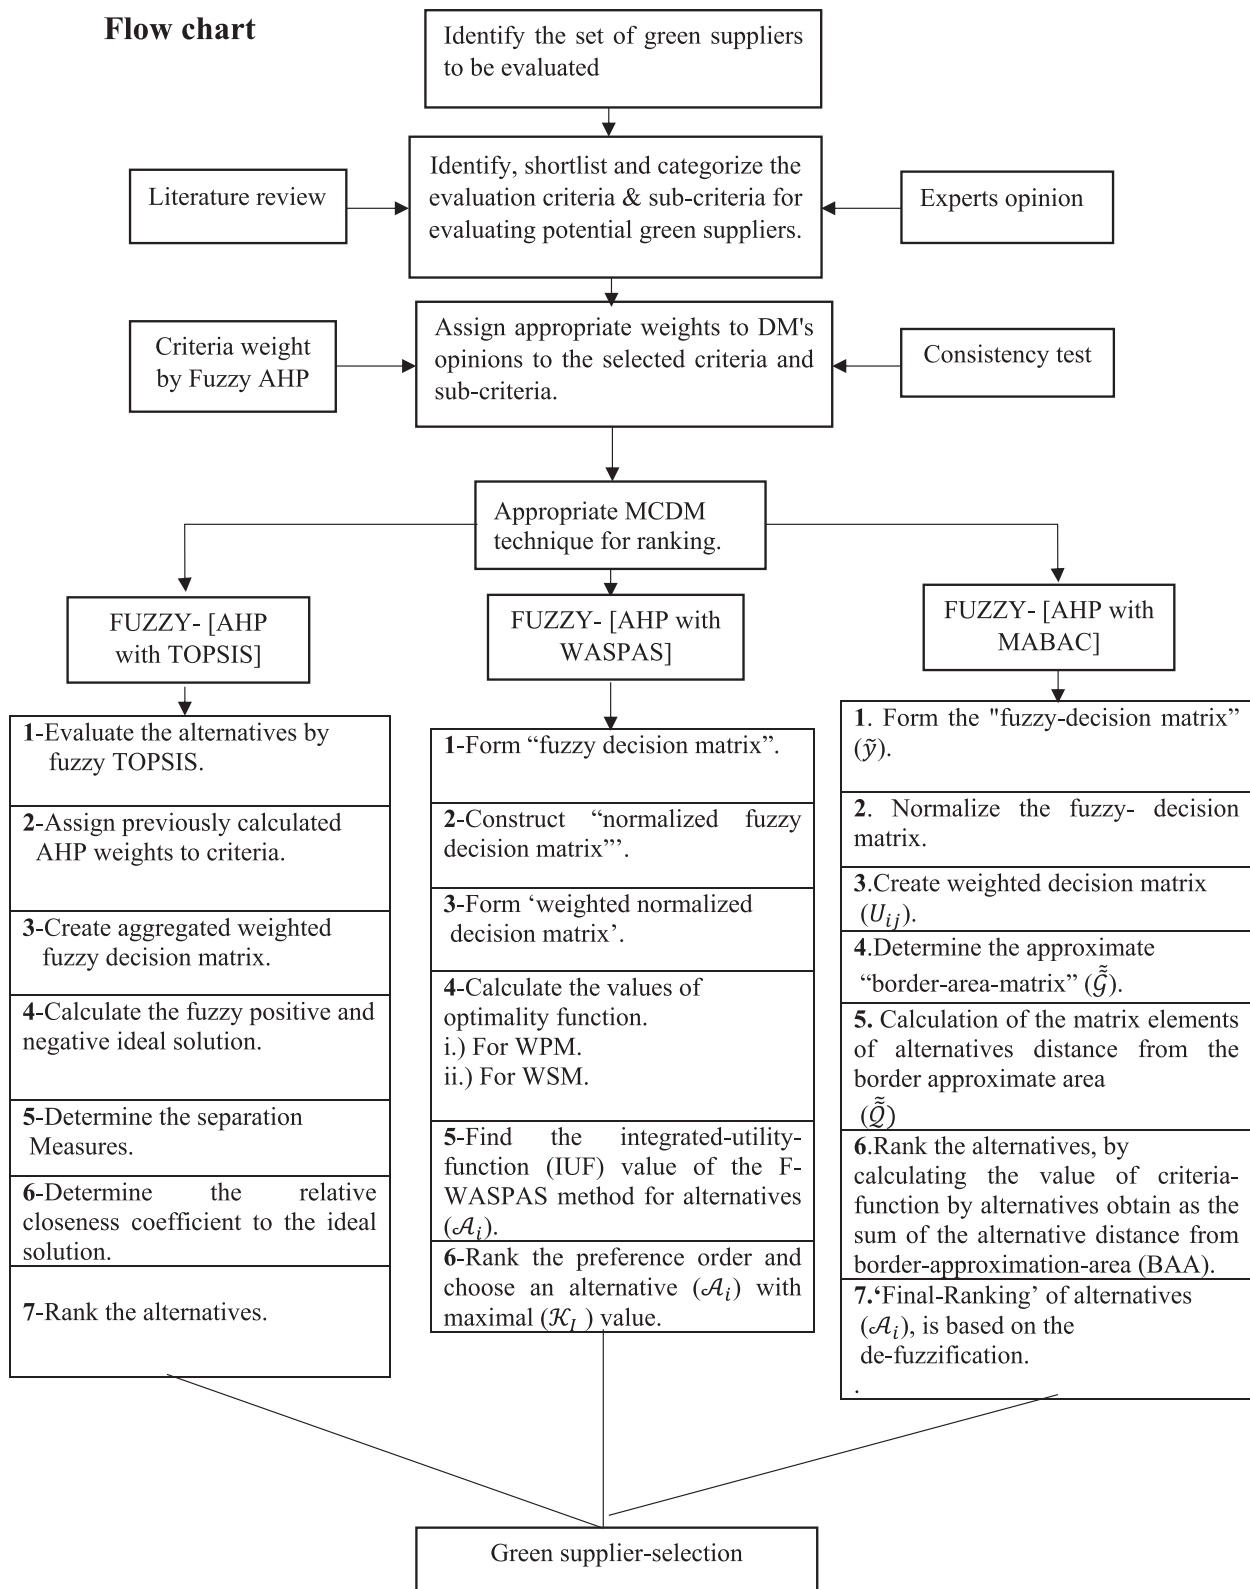 Flow chart
Identify the set of green suppliers
to be evaluated
Literature review
Identify, shortlist and categorize the
evaluation criteria & sub-criteria for
evaluating potential green suppliers.
Experts opinion
Criteria weight
by Fuzzy AHP
Assign appropriate weights to DM's
opinions to the selected criteria and
sub-criteria.
Consistency test
Appropriate MCDM
technique for ranking.
FUZZY- [AHP
with TOPSIS]
FUZZY- [AHP with
WASPAS]
FUZZY- [AHP with
MABAC]
1-Evaluate the alternatives by
fuzzy TOPSIS.
2-Assign previously calculated
AHP weights to criteria.
3-Create aggregated weighted
fuzzy decision matrix.
4-Calculate the fuzzy positive and
negative ideal solution.
5-Determine the separation
Measures.
6-Determine the relative
closeness coefficient to the ideal
solution.
7-Rank the alternatives.
1-Form “fuzzy decision matrix”.
2-Construct “normalized fuzzy
decision matrix”’.
3-Form ‘weighted normalized
decision matrix’.
4-Calculate the values of
optimality function.
i.) For WPM.
ii.) For WSM.
5-Find the integrated-utility-
function (IUF) value of the F-
WASPAS method for alternatives
(𝒜ᵢ).
6-Rank the preference order and
choose an alternative (𝒜ᵢ) with
maximal (𝒦_I ) value.
1. Form the "fuzzy-decision matrix”
(ỹ).
2. Normalize the fuzzy- decision
matrix.
3.Create weighted decision matrix
(U_ij).
4.Determine the approximate
“border-area-matrix” (𝒢̃̃).
5. Calculation of the matrix elements
of alternatives distance from the
border approximate area
(𝒬̃̃)
6.Rank the alternatives, by
calculating the value of criteria-
function by alternatives obtain as the
sum of the alternative distance from
border-approximation-area (BAA).
7.‘Final-Ranking’ of alternatives
(𝒜ᵢ), is based on the
de-fuzzification.
.
Green supplier-selection